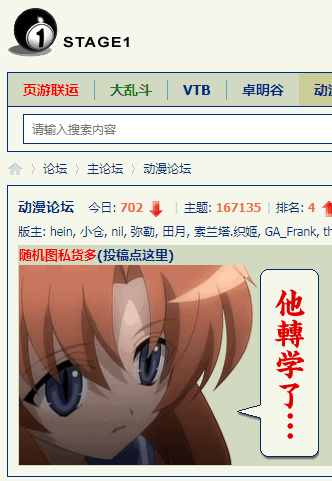 1
STAGE1
页游联运 大乱斗 VTB 卓明谷 动漫
请输入搜索内容
论坛 主论坛 动漫论坛
动漫论坛 今日: 702 主题: 167135 排名: 4
版主: hein, 小仓, nil, 弥勒, 田月, 索兰塔.织姬, GA_Frank, th
随机图私货多(投稿点这里)
他轉学了…